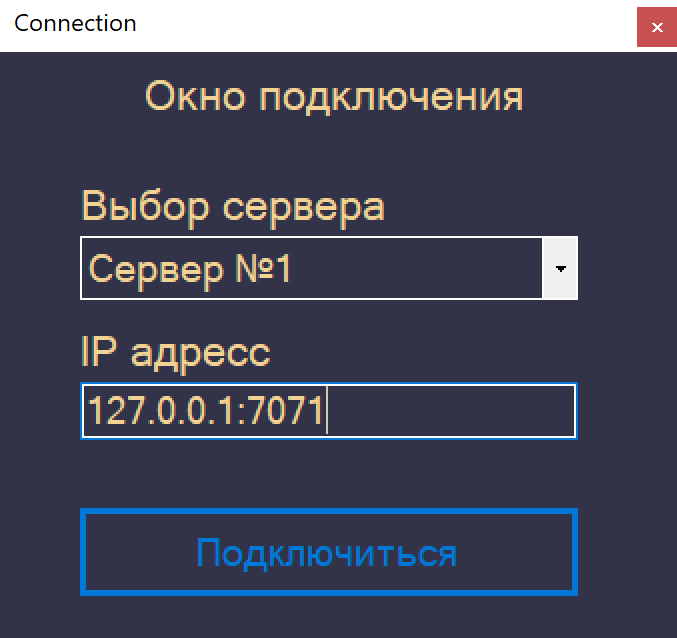 Connection
Окно подключения
Выбор сервера
Сервер №1
IP адресс
127.0.0.1:7071
Подключиться